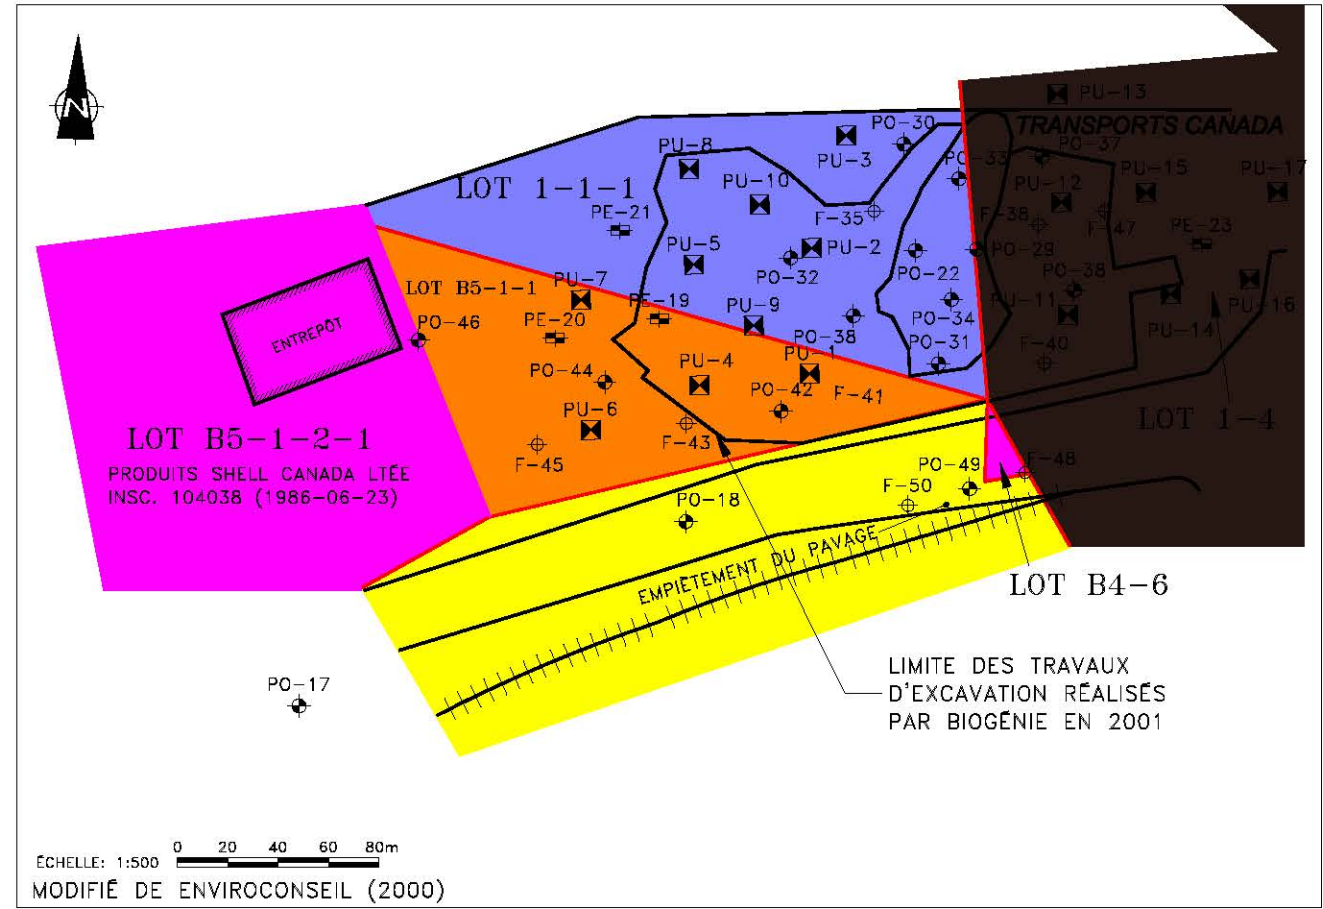 N
PU-13
PO-30
TRANSPORTS CANADA
PU-8
PU-3
PO-37
PO-33
PU-15
PU-17
LOT 1-1-1
PU-10
PU-12
PE-21
F-35
F-38
F-47
PE-23
PU-5
PU-2
PO-29
PO-32
PO-22
PO-38
LOT B5-1-1
PU-7
PE-19
PU-9
PU-11
PU-16
ENTREPÔT
PO-46
PE-20
PO-38
PO-34
PU-14
PO-31
F-40
PU-4
PU-1
PO-44
PO-42
F-41
PU-6
LOT 1-4
LOT B5-1-2-1
F-43
F-45
PRODUITS SHELL CANADA LTÉE
INSC. 104038 (1986-06-23)
PO-49
F-48
F-50
PO-18
EMPIÈTEMENT DU PAVAGE
LOT B4-6
LIMITE DES TRAVAUX
D'EXCAVATION RÉALISÉS
PAR BIOGÉNIE EN 2001
PO-17
0 20 40 60 80m
ÉCHELLE: 1:500
MODIFIÉ DE ENVIROCONSEIL (2000)